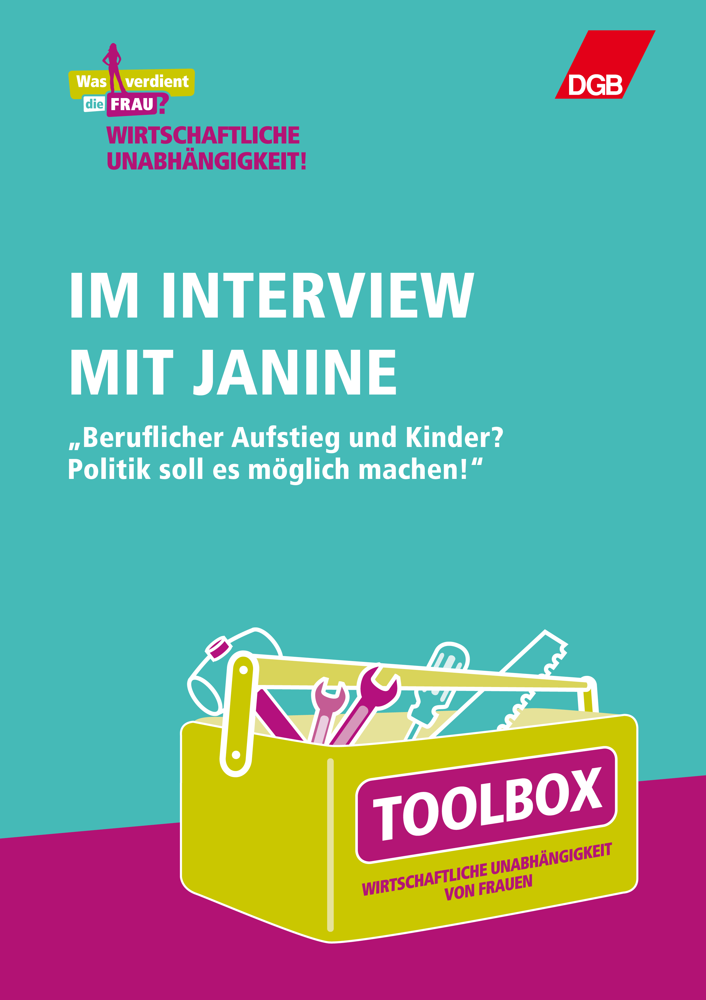 Was verdient
die FRAU?
WIRTSCHAFTLICHE
UNABHÄNGIGKEIT!
DGB
IM INTERVIEW
MIT JANINE
„Beruflicher Aufstieg und Kinder?
Politik soll es möglich machen!“
TOOLBOX
WIRTSCHAFTLICHE UNABHÄNGIGKEIT
VON FRAUEN